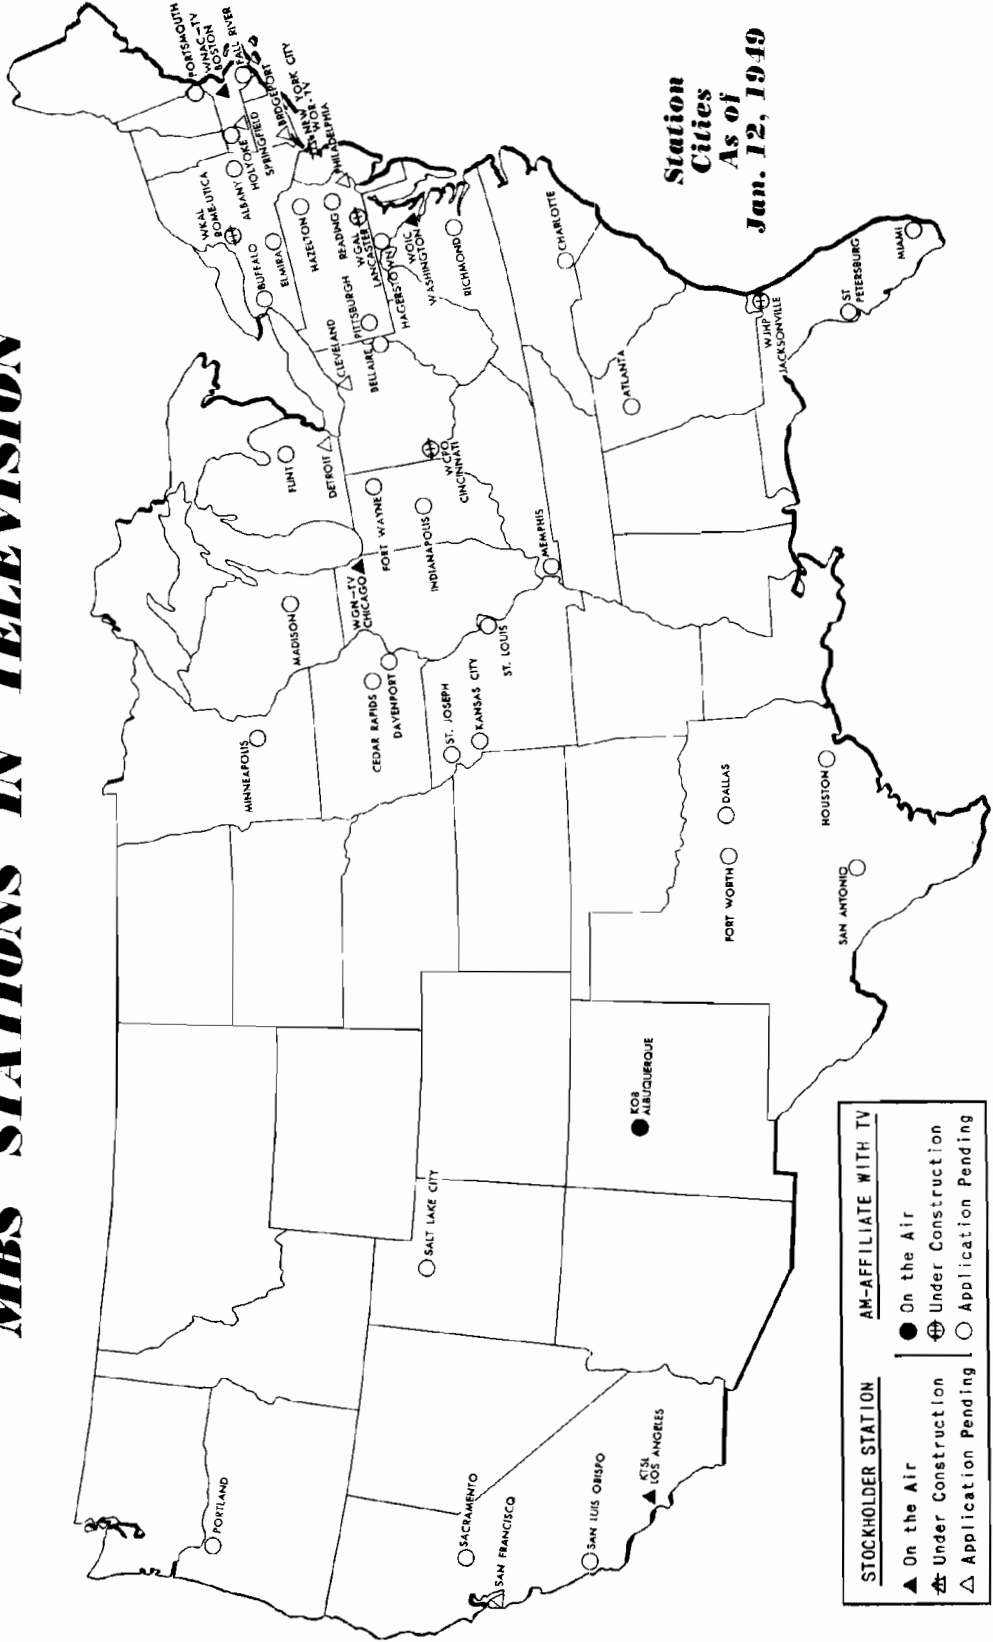 MBS STATIONS IN TELEVISION
Station
Cities
As of
Jan. 12, 1949
PORTSMOUTH
WNAC-TV
BOSTON
FALL RIVER
HOLYOKE
SPRINGFIELD
BRIDGEPORT
NEW YORK CITY
WOR-TV
PHILADELPHIA
ALBANY
WKAL
ROME-UTICA
BUFFALO
ELMIRA
HAZELTON
READING
WGAL
LANCASTER
HAGERSTOWN
WOIC
WASHINGTON
RICHMOND
PITTSBURGH
CLEVELAND
BELLAIRE
CHARLOTTE
ATLANTA
WJHP
JACKSONVILLE
ST
PETERSBURG
MIAMI
FLINT
DETROIT
FORT WAYNE
INDIANAPOLIS
WCPO
CINCINNATI
MEMPHIS
WGN-TV
CHICAGO
MADISON
MINNEAPOLIS
CEDAR RAPIDS
DAVENPORT
ST. JOSEPH
KANSAS CITY
ST. LOUIS
DALLAS
FORT WORTH
HOUSTON
SAN ANTONIO
KOB
ALBUQUERQUE
SALT LAKE CITY
PORTLAND
SACRAMENTO
SAN FRANCISCO
SAN LUIS OBISPO
KTSL
LOS ANGELES
STOCKHOLDER STATION
On the Air
Under Construction
Application Pending
AM-AFFILIATE WITH TV
On the Air
Under Construction
Application Pending